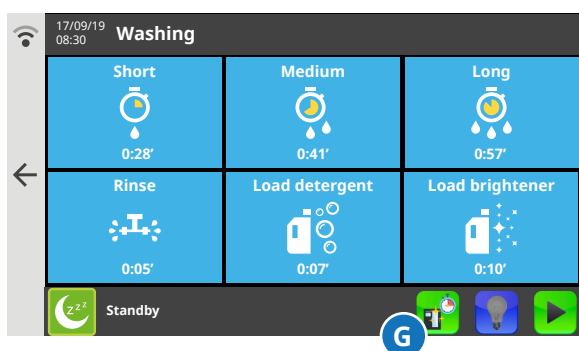 17/09/19
08:30
Washing
Short
Medium
Long
0:28’
0:41’
0:57’
Rinse
Load detergent
Load brightener
0:05’
0:07’
0:10’
zzz
Standby
G